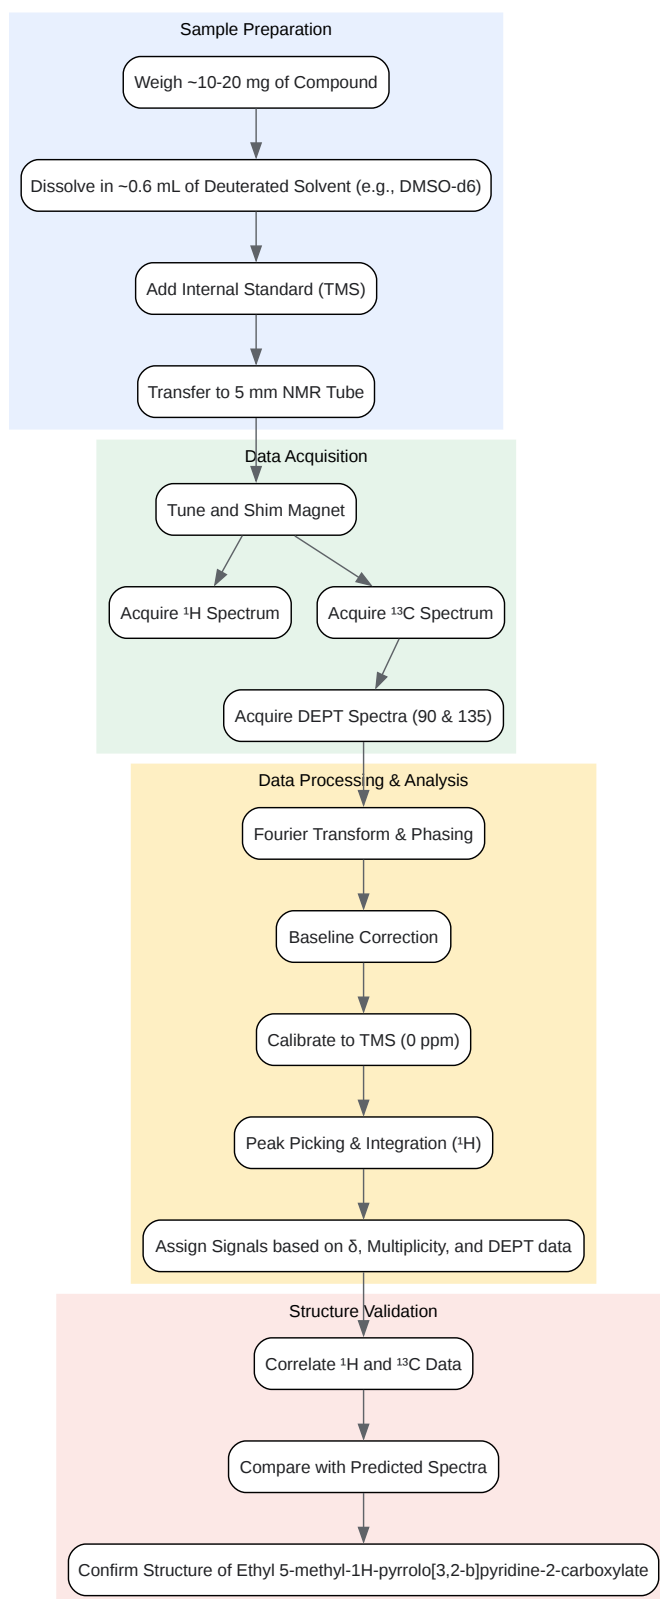 Sample Preparation
Weigh ~10-20 mg of Compound
Dissolve in ~0.6 mL of Deuterated Solvent (e.g., DMSO-d6)
Add Internal Standard (TMS)
Transfer to 5 mm NMR Tube
Data Acquisition
Tune and Shim Magnet
Acquire ¹H Spectrum
Acquire ¹³C Spectrum
Acquire DEPT Spectra (90 & 135)
Data Processing & Analysis
Fourier Transform & Phasing
Baseline Correction
Calibrate to TMS (0 ppm)
Peak Picking & Integration (¹H)
Assign Signals based on δ, Multiplicity, and DEPT data
Structure Validation
Correlate ¹H and ¹³C Data
Compare with Predicted Spectra
Confirm Structure of Ethyl 5-methyl-1H-pyrrolo[3,2-b]pyridine-2-carboxylate